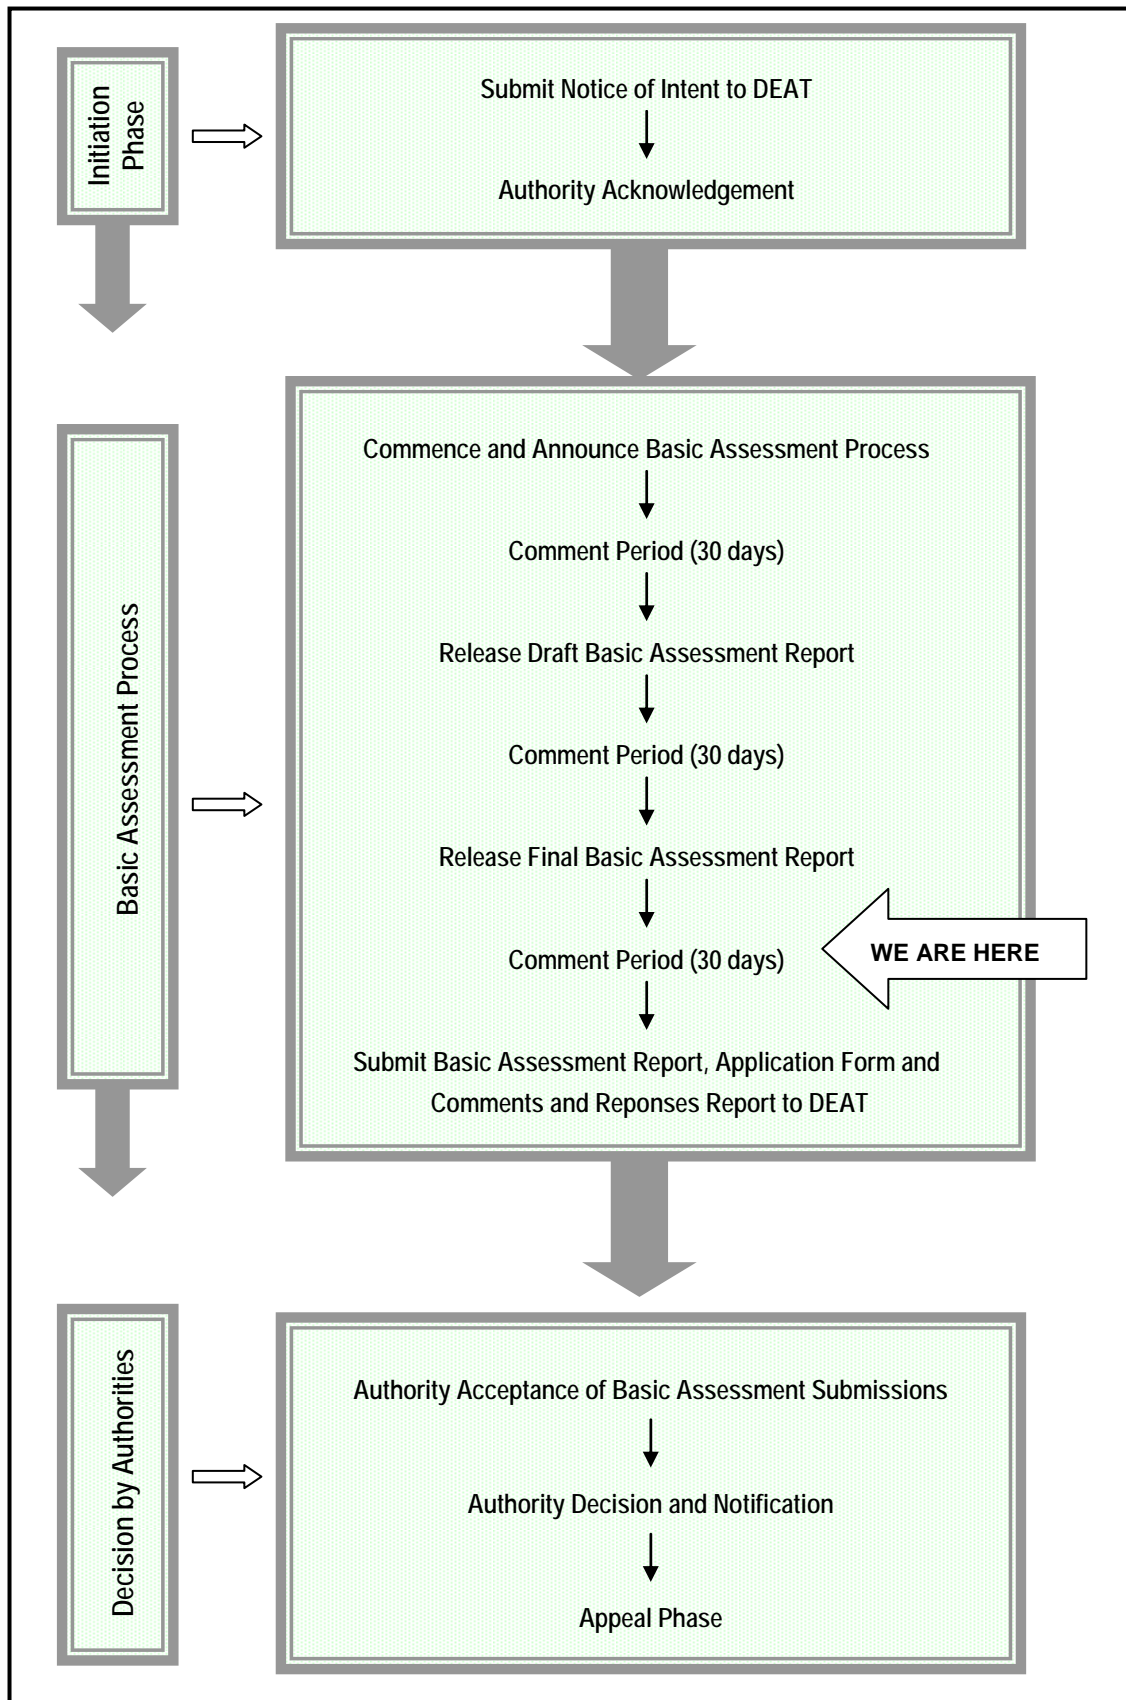 Initiation
Phase
Submit Notice of Intent to DEAT
Authority Acknowledgement
Basic Assessment Process
Commence and Announce Basic Assessment Process
Comment Period (30 days)
Release Draft Basic Assessment Report
Comment Period (30 days)
Release Final Basic Assessment Report
Comment Period (30 days)
WE ARE HERE
Submit Basic Assessment Report, Application Form and
Comments and Reponses Report to DEAT
Decision by Authorities
Authority Acceptance of Basic Assessment Submissions
Authority Decision and Notification
Appeal Phase